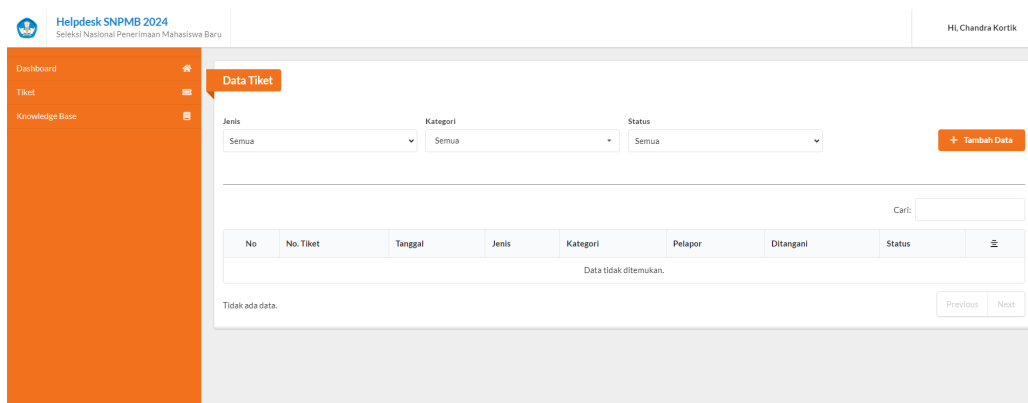 Helpdesk SNPMB 2024
Seleksi Nasional Penerimaan Mahasiswa Baru
Hi, Chandra Kortik
Dashboard
Tiket
Knowledge Base
Data Tiket
Jenis Kategori Status
Semua Semua Semua
+ Tambah Data
Cari:
No No. Tiket Tanggal Jenis Kategori Pelapor Ditangani Status
Data tidak ditemukan.
Tidak ada data.
Previous Next